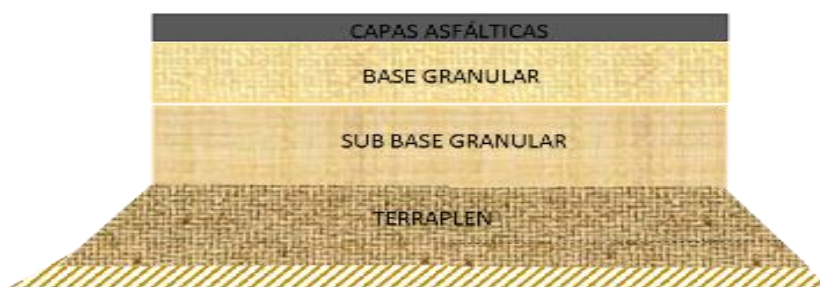 CAPAS ASFÁLTICAS
BASE GRANULAR
SUB BASE GRANULAR
TERRAPLEN